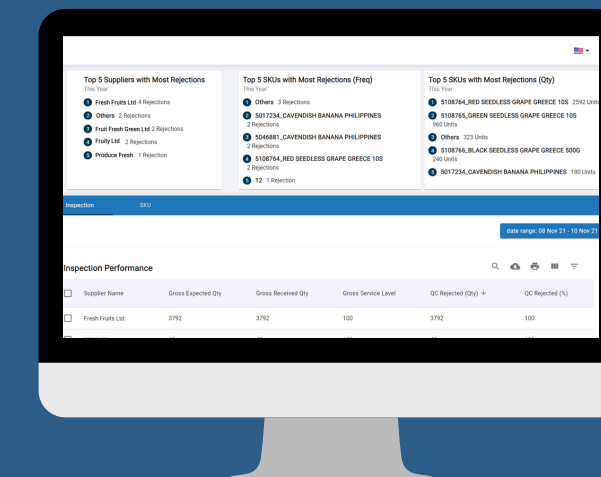 Top 5 Suppliers with Most Rejections
This Year
1 Fresh Fruits Ltd 4 Rejections
2 Others 2 Rejections
3 Fruit Fresh Green Ltd 2 Rejections
4 Fruity Ltd 2 Rejections
5 Produce Fresh 1 Rejection
Top 5 SKUs with Most Rejections (Freq)
This Year
1 Others 3 Rejections
2 5017234_CAVENDISH BANANA PHILIPPINES
2 Rejections
3 5046881_CAVENDISH BANANA PHILIPPINES
2 Rejections
4 5108764_RED SEEDLESS GRAPE GREECE 10S
2 Rejections
5 12 1 Rejection
Top 5 SKUs with Most Rejections (Qty)
This Year
1 5108764_RED SEEDLESS GRAPE GREECE 10S 2592 Units
2 5108765_GREEN SEEDLESS GRAPE GREECE 10S
960 Units
3 Others 323 Units
4 5108766_BLACK SEEDLESS GRAPE GREECE 500G
240 Units
5 5017234_CAVENDISH BANANA PHILIPPINES 180 Units
Inspection SKU
date range: 08 Nov 21 - 10 Nov 21
Inspection Performance
Supplier Name Gross Expected Qty Gross Received Qty Gross Service Level QC Rejected (Qty) QC Rejected (%)
Fresh Fruits Ltd 3792 3792 100 3792 100